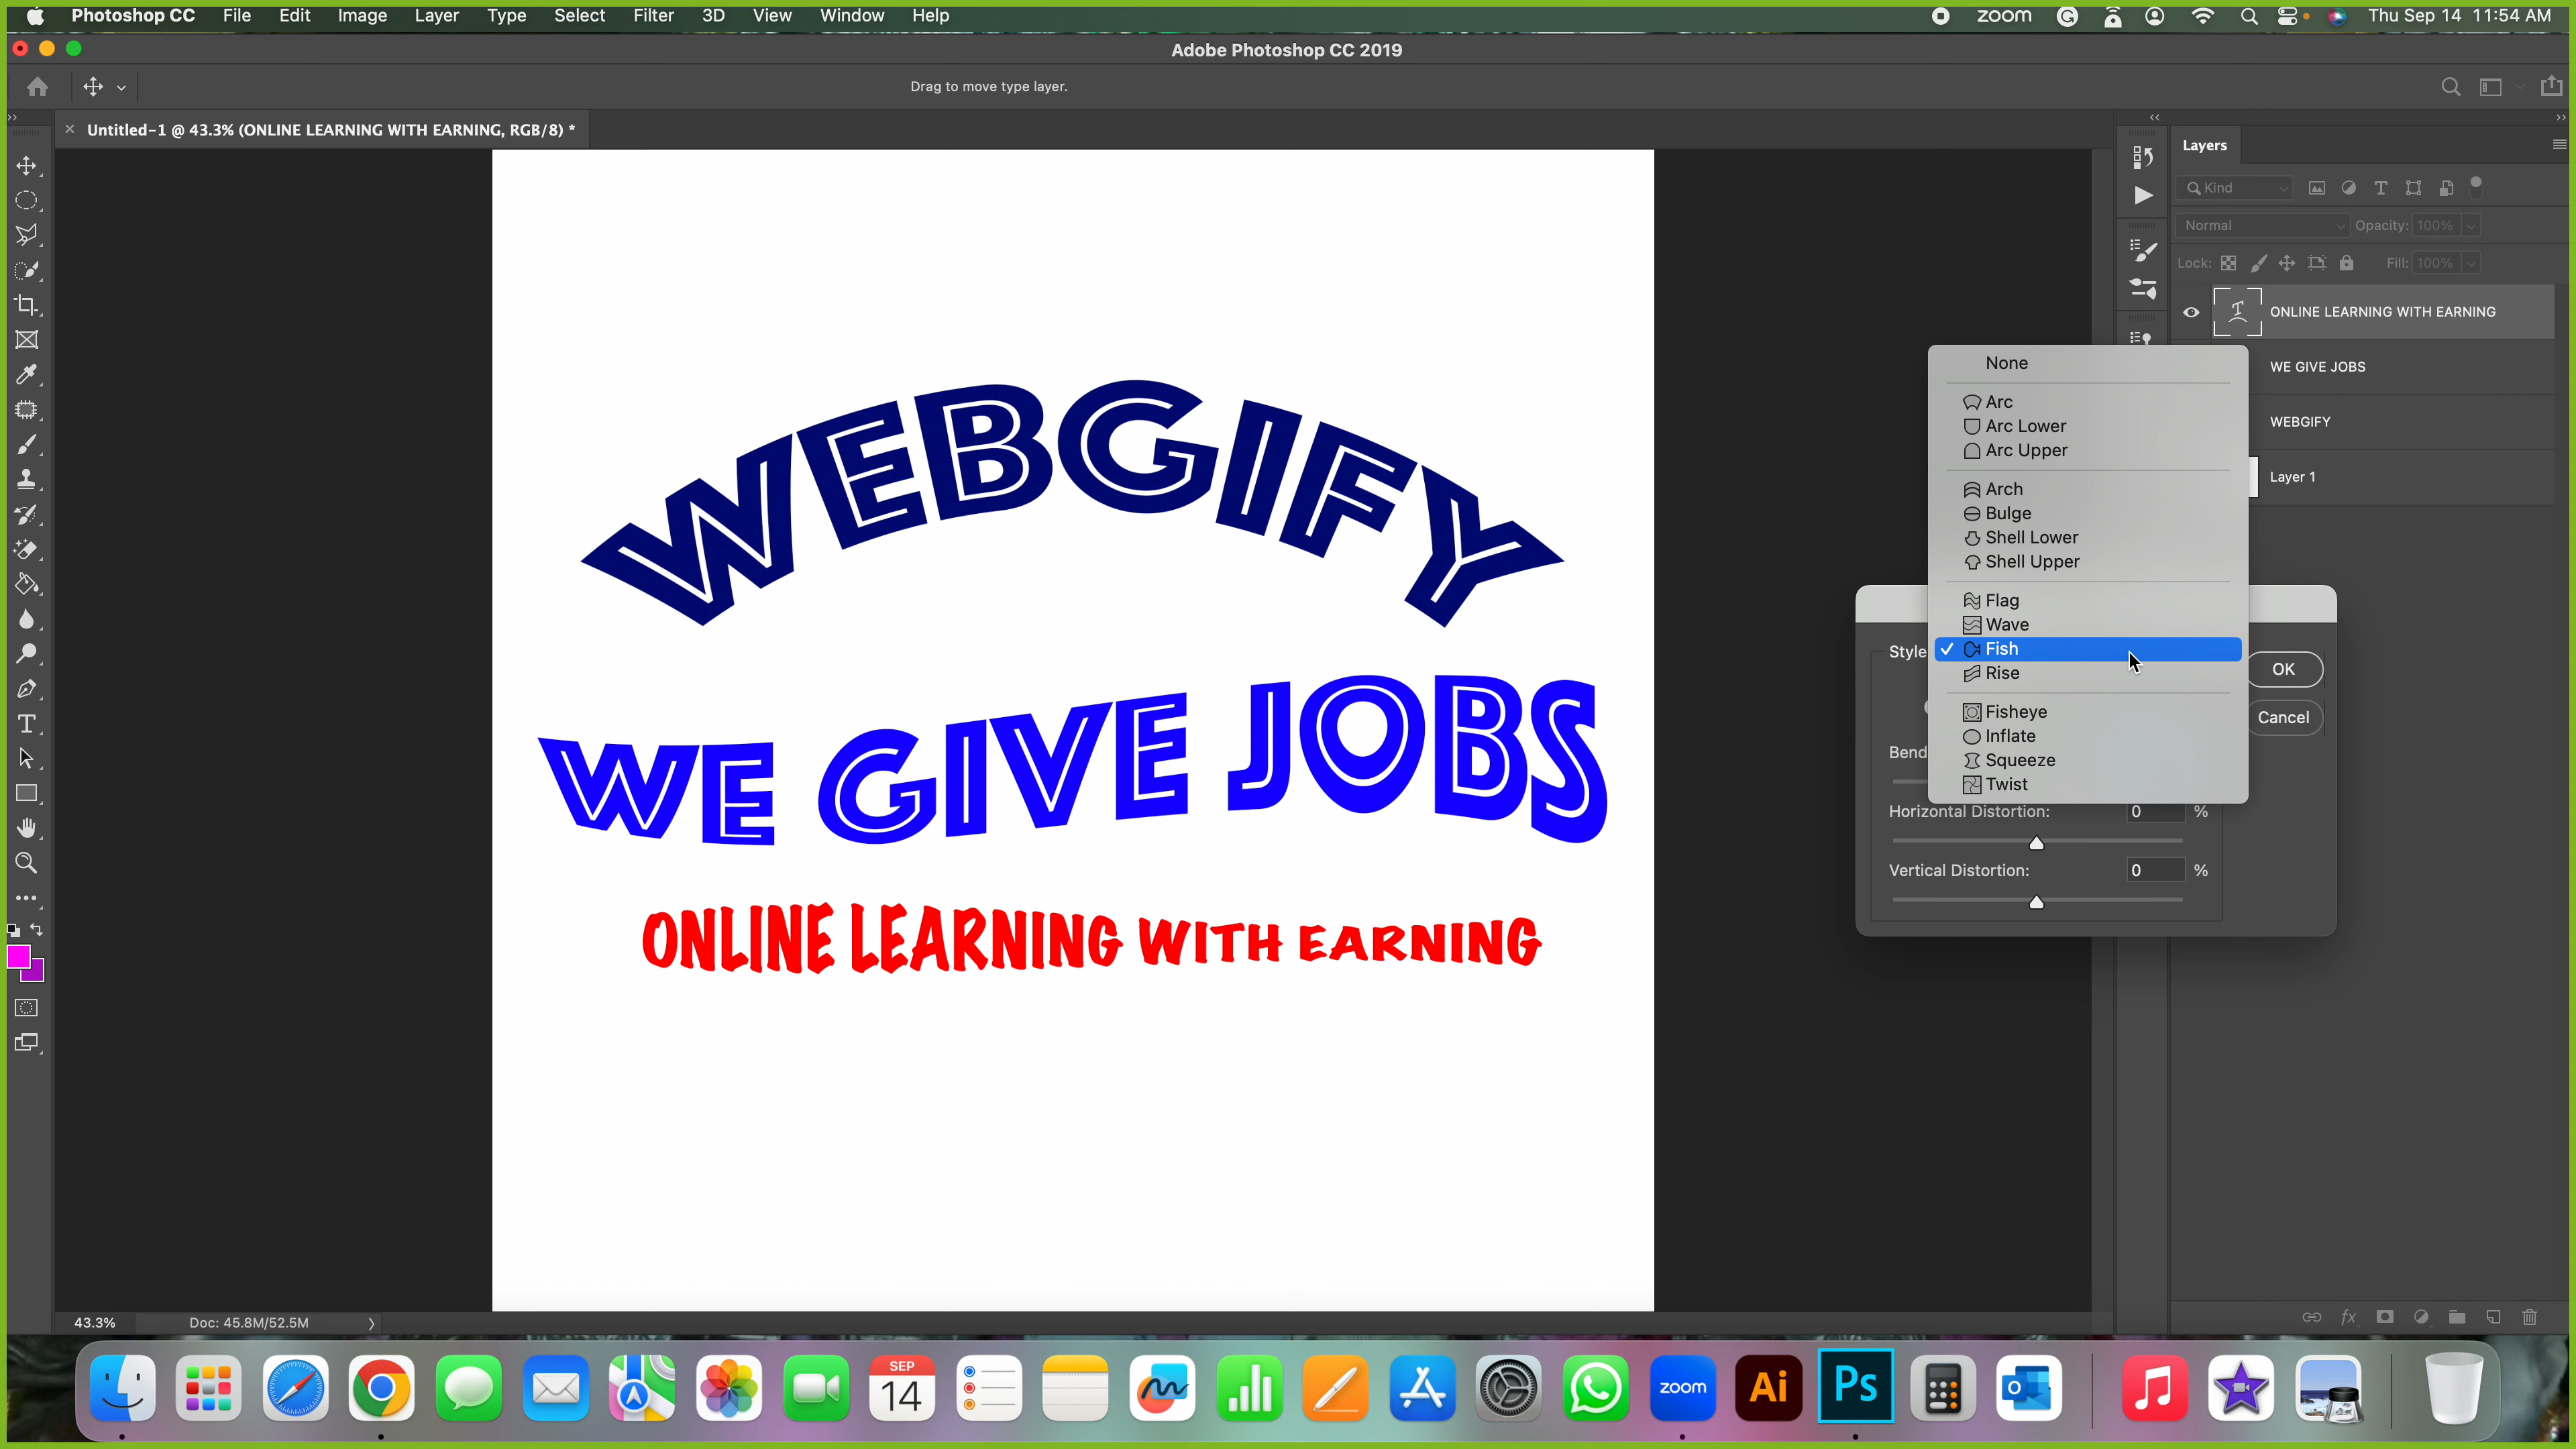 Photoshop CC File Edit Image Layer Type Select Filter 3D View Window Help zoom Thu Sep 14 11:54 AM
Adobe Photoshop CC 2019
Drag to move type layer.
× Untitled-1 @ 43.3% (ONLINE LEARNING WITH EARNING, RGB/8) *
Layers
Kind
Normal Opacity: 100%
Lock: Fill: 100%
ONLINE LEARNING WITH EARNING
WE GIVE JOBS
WEBGIFY
Layer 1
None
Arc
Arc Lower
Arc Upper
Arch
Bulge
Shell Lower
Shell Upper
Flag
Wave
✓ Fish
Rise
Fisheye
Inflate
Squeeze
Twist
Style
OK
Cancel
Bend
Horizontal Distortion: 0 %
Vertical Distortion: 0 %
WEBGIFY
WE GIVE JOBS
ONLINE LEARNING WITH EARNING
T
43.3% Doc: 45.8M/52.5M
fx
SEP
14
zoom
Ai
Ps
O